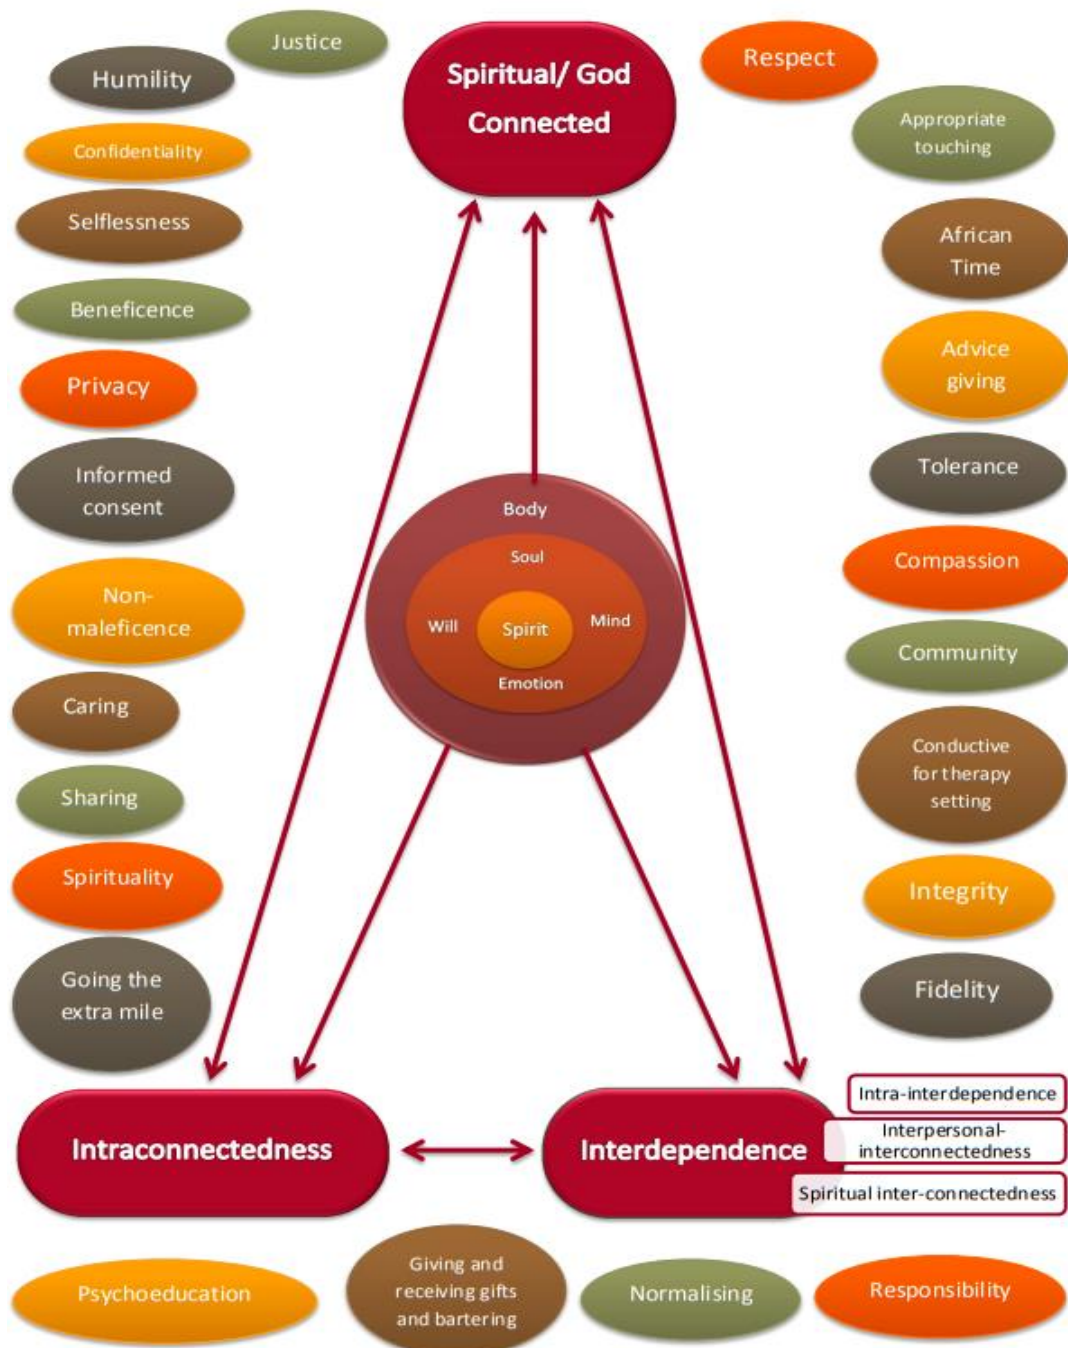 Justice
Humility
Confidentiality
Selflessness
Beneficence
Privacy
Informed
consent
Non-
maleficence
Caring
Sharing
Spirituality
Going the
extra mile
Spiritual/ God
Connected
Body
Soul
Will
Spirit
Mind
Emotion
Respect
Appropriate
touching
African
Time
Advice
giving
Tolerance
Compassion
Community
Conductive
for therapy
setting
Integrity
Fidelity
Intraconnectedness
Interdependence
Intra-interdependence
Interpersonal-
interconnectedness
Spiritual inter-connectedness
Psychoeducation
Giving and
receiving gifts
and bartering
Normalising
Responsibility